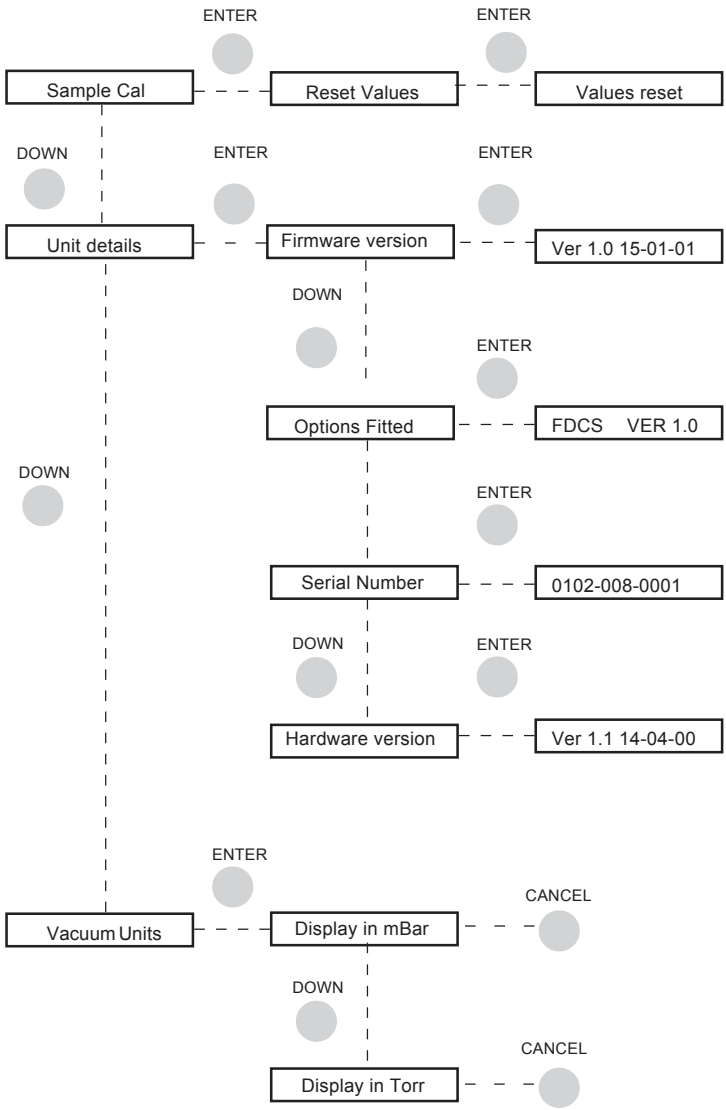 ENTER
ENTER
Sample Cal
Reset Values
Values reset
DOWN
ENTER
ENTER
Unit details
Firmware version
Ver 1.0 15-01-01
DOWN
ENTER
Options Fitted
FDCS VER 1.0
DOWN
ENTER
Serial Number
0102-008-0001
DOWN
ENTER
Hardware version
Ver 1.1 14-04-00
ENTER
CANCEL
Vacuum Units
Display in mBar
DOWN
CANCEL
Display in Torr